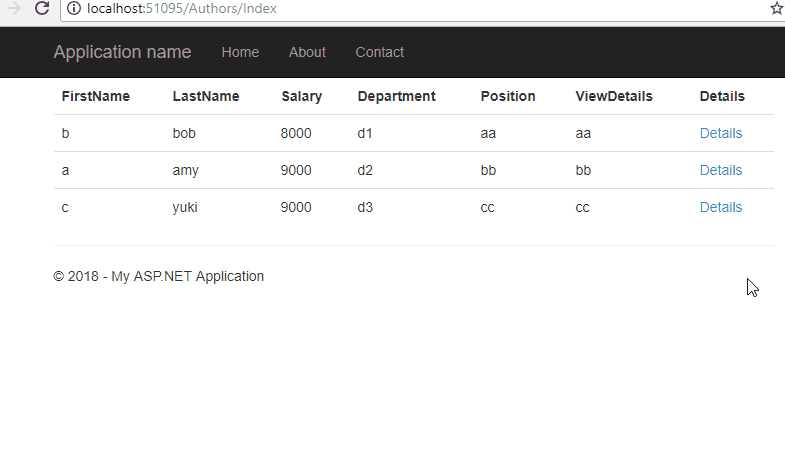 localhost:51095/Authors/Index
Application name Home About Contact
FirstName LastName Salary Department Position ViewDetails Details
b bob 8000 d1 aa aa Details
a amy 9000 d2 bb bb Details
c yuki 9000 d3 cc cc Details
© 2018 - My ASP.NET Application